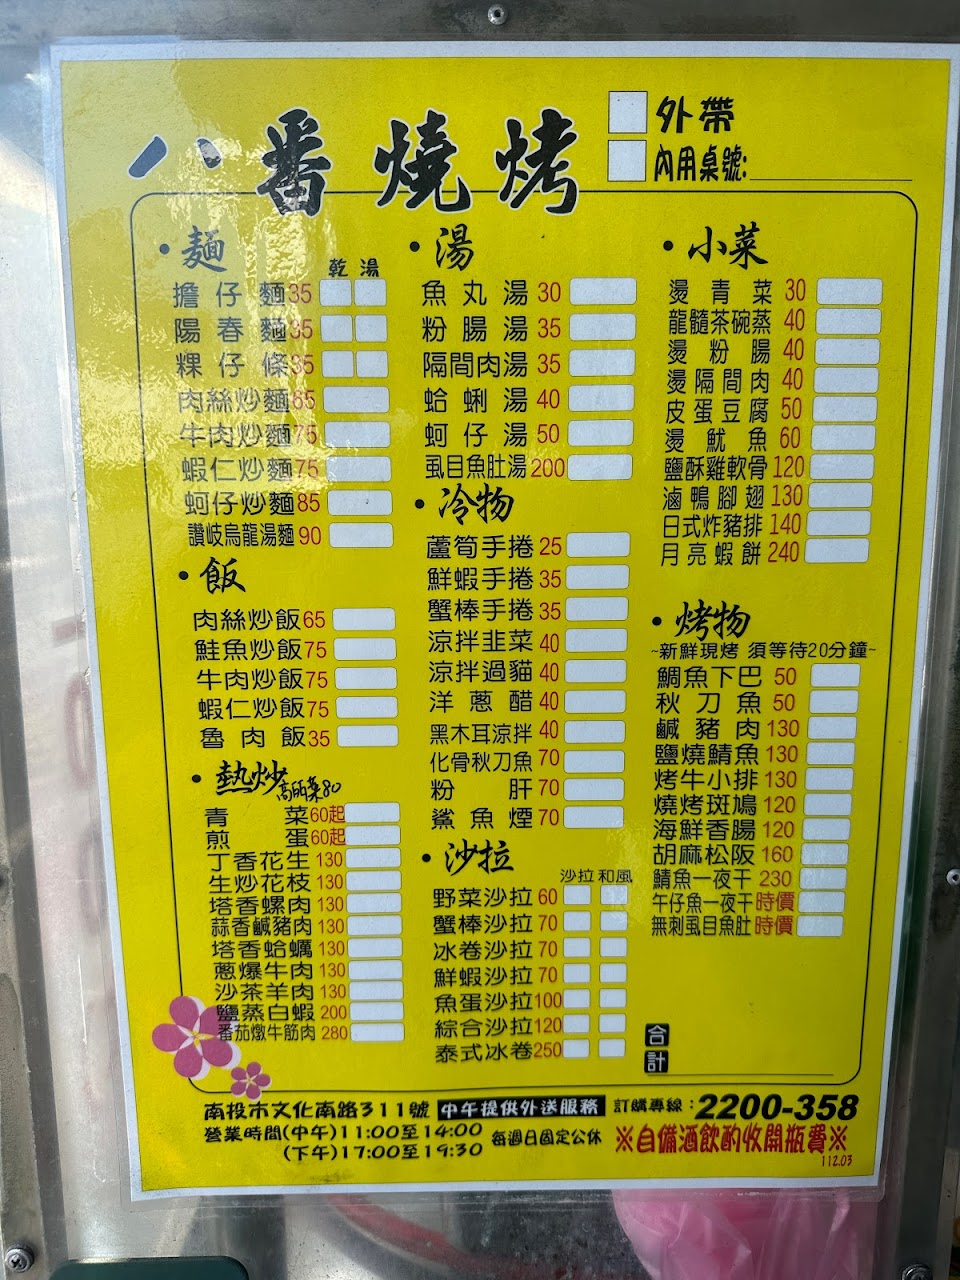 八番燒烤
外帶
內用桌號:
·麵
乾 湯
擔仔麵35
陽春麵35
粿仔條35
肉絲炒麵65
牛肉炒麵75
蝦仁炒麵75
蚵仔炒麵85
讚岐烏龍湯麵90
·飯
肉絲炒飯65
鮭魚炒飯75
牛肉炒飯75
蝦仁炒飯75
魯肉飯35
·熱炒 高麗菜80
青菜60起
煎蛋60起
丁香花生130
生炒花枝130
塔香螺肉130
蒜香鹹豬肉130
塔香蛤蠣130
蔥爆牛肉130
沙茶羊肉130
鹽蒸白蝦200
番茄燉牛筋肉280
·湯
魚丸湯30
粉腸湯35
隔間肉湯35
蛤蜊湯40
蚵仔湯50
虱目魚肚湯200
·冷物
蘆筍手捲25
鮮蝦手捲35
蟹棒手捲35
涼拌韭菜40
涼拌過貓40
洋蔥醋40
黑木耳涼拌40
化骨秋刀魚70
粉肝70
鯊魚煙70
·沙拉
沙拉 和風
野菜沙拉60
蟹棒沙拉70
冰卷沙拉70
鮮蝦沙拉70
魚蛋沙拉100
綜合沙拉120
泰式冰卷250
·小菜
燙青菜30
龍髓茶碗蒸40
燙粉腸40
燙隔間肉40
皮蛋豆腐50
燙魷魚60
鹽酥雞軟骨120
滷鴨腳翅130
日式炸豬排140
月亮蝦餅240
·烤物
~新鮮現烤 須等待20分鐘~
鯛魚下巴50
秋刀魚50
鹹豬肉130
鹽燒鯖魚130
烤牛小排130
燒烤斑鳩120
海鮮香腸120
胡麻松阪160
鯖魚一夜干230
午仔魚一夜干時價
無刺虱目魚肚時價
合計
南投市文化南路311號 中午提供外送服務 訂購專線:2200-358
營業時間(中午)11:00至14:00
(下午)17:00至19:30
每週日固定公休
※自備酒飲酌收開瓶費※
112.03